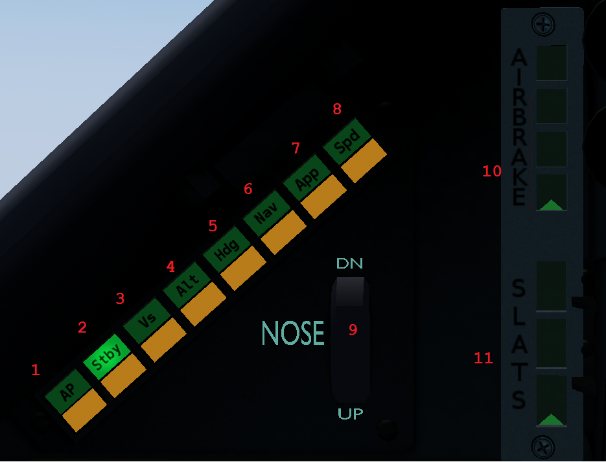 1 AP
2 Stby
3 Vs
4 Alt
5 Hdg
6 Nav
7 App
8 Spd
DN
NOSE 9
UP
10 AIRBRAKE
11 SLATS